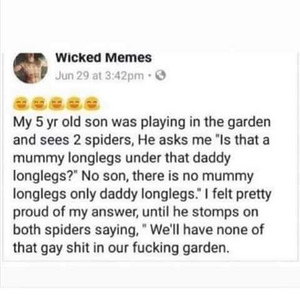 Wicked Memes
Jun 29 at 3:42pm ·
😅😅😅😅😅
My 5 yr old son was playing in the garden
and sees 2 spiders, He asks me "Is that a
mummy longlegs under that daddy
longlegs?" No son, there is no mummy
longlegs only daddy longlegs." I felt pretty
proud of my answer, until he stomps on
both spiders saying, " We'll have none of
that gay shit in our fucking garden.